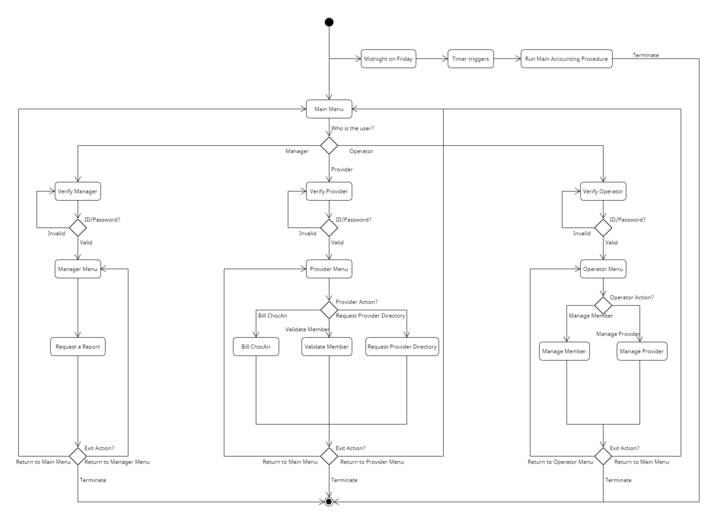 Midnight on Friday
Timer triggers
Run Main Accounting Procedure
Terminate
Main Menu
Who is the user?
Manager
Operator
Provider
Verify Manager
Verify Provider
Verify Operator
ID/Password?
ID/Password?
ID/Password?
Invalid
Valid
Invalid
Valid
Invalid
Valid
Manager Menu
Provider Menu
Operator Menu
Provider Action?
Operator Action?
Bill ChocAn
Validate Member
Request Provider Directory
Manage Member
Manage Provider
Request a Report
Bill ChocAn
Validate Member
Request Provider Directory
Manage Member
Manage Provider
Exit Action?
Exit Action?
Exit Action?
Return to Main Menu
Return to Manager Menu
Return to Main Menu
Return to Provider Menu
Return to Operator Menu
Return to Main Menu
Terminate
Terminate
Terminate